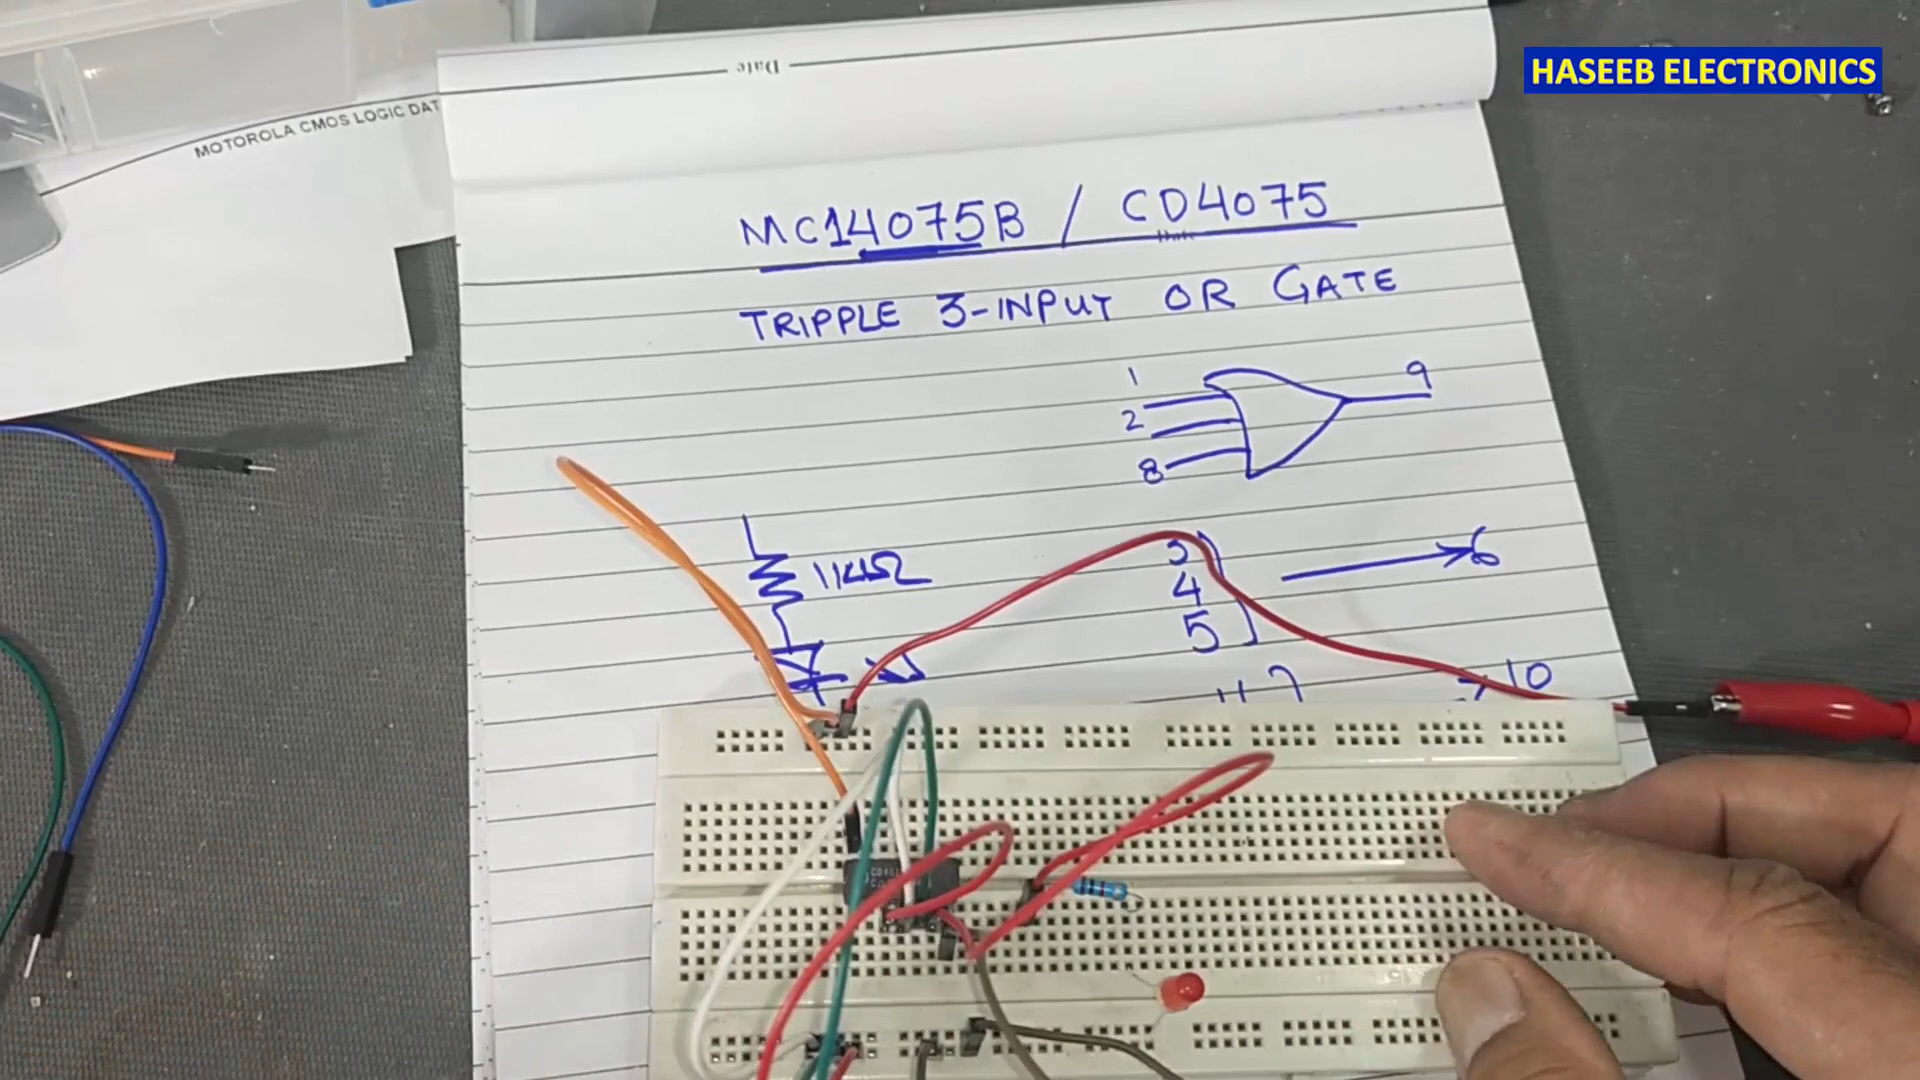 HASEEB ELECTRONICS
Date
MOTOROLA CMOS LOGIC DAT
MC14075B / CD4075
TRIPPLE 3-INPUT OR GATE
1
2
8
9
1KΩ
3
4
5
6
10